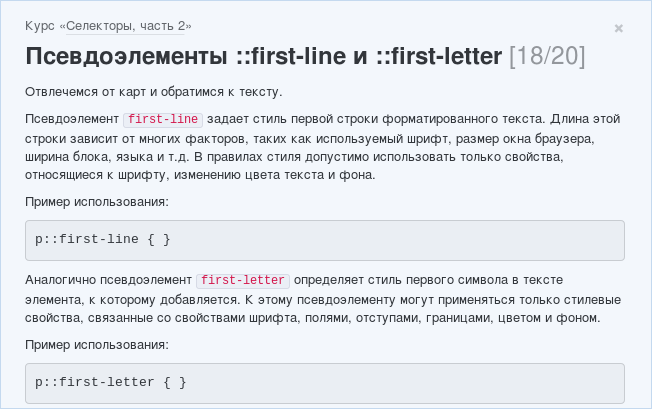 Курс «Селекторы, часть 2»
×
Псевдоэлементы ::first-line и ::first-letter [18/20]
Отвлечемся от карт и обратимся к тексту.
Псевдоэлемент first-line задает стиль первой строки форматированного текста. Длина этой
строки зависит от многих факторов, таких как используемый шрифт, размер окна браузера,
ширина блока, языка и т.д. В правилах стиля допустимо использовать только свойства,
относящиеся к шрифту, изменению цвета текста и фона.
Пример использования:
p::first-line { }
Аналогично псевдоэлемент first-letter определяет стиль первого символа в тексте
элемента, к которому добавляется. К этому псевдоэлементу могут применяться только стилевые
свойства, связанные со свойствами шрифта, полями, отступами, границами, цветом и фоном.
Пример использования:
p::first-letter { }